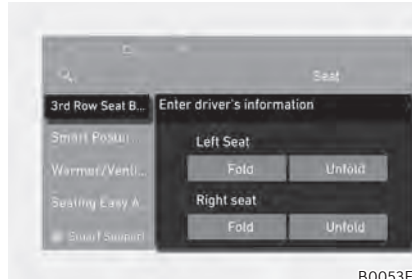 Seat
3rd Row Seat B...
Enter driver's information
Smart Postur...
Left Seat
Fold
Unfold
Warmer/Venti...
Right seat
Seating Easy A...
Fold
Unfold
Smart Support
B0053E